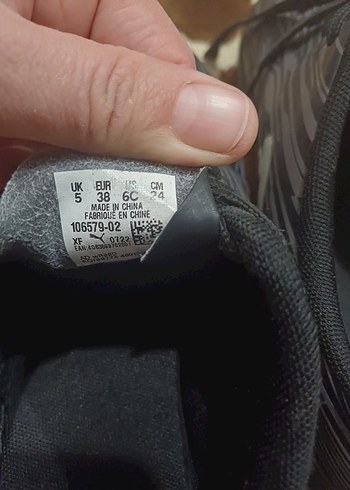 UK EUR US CM
5 38 6C 24
MADE IN CHINA
FABRIQUÉ EN CHINE
106579-02
XF 0722